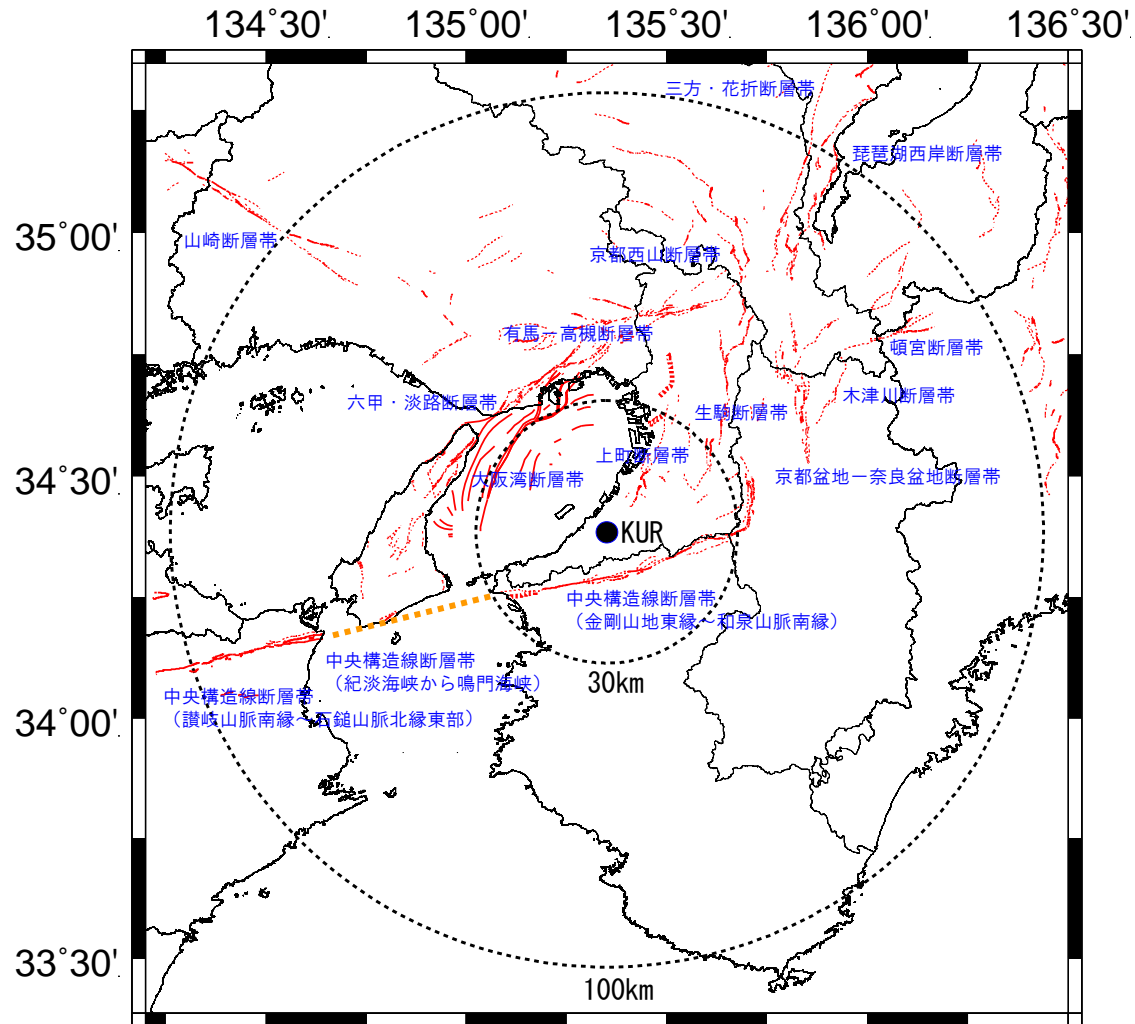 134°30' 135°00' 135°30' 136°00' 136°30'
三方・花折断層帯
琵琶湖西岸断層帯
35°00'
山崎断層帯
京都西山断層帯
有馬ー高槻断層帯
頓宮断層帯
木津川断層帯
六甲・淡路断層帯
生駒断層帯
上町断層帯
34°30'
大阪湾断層帯
京都盆地ー奈良盆地断層帯
KUR
中央構造線断層帯
（金剛山地東縁～和泉山脈南縁）
中央構造線断層帯
（紀淡海峡から鳴門海峡）
30km
中央構造線断層帯
（讃岐山脈南縁～石鎚山脈北縁東部）
34°00'
33°30'
100km